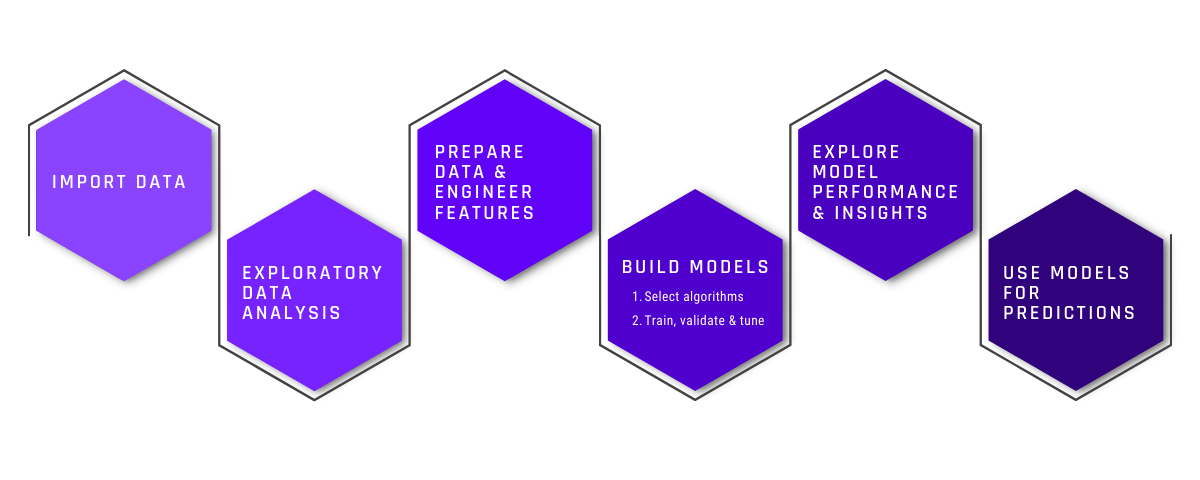 IMPORT DATA
EXPLORATORY
DATA
ANALYSIS
PREPARE
DATA &
ENGINEER
FEATURES
BUILD MODELS
1. Select algorithms
2. Train, validate & tune
EXPLORE
MODEL
PERFORMANCE
& INSIGHTS
USE MODELS
FOR
PREDICTIONS